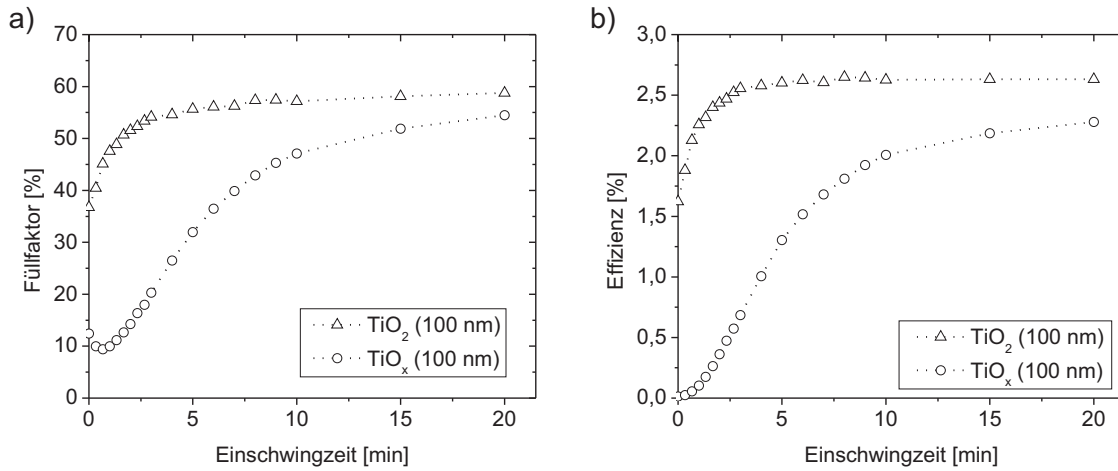 a)
70
60
50
40
30
20
10
0
Füllfaktor [%]
TiO2 (100 nm)
TiOx (100 nm)
0 5 10 15 20
Einschwingzeit [min]
b)
3,0
2,5
2,0
1,5
1,0
0,5
0,0
Effizienz [%]
TiO2 (100 nm)
TiOx (100 nm)
0 5 10 15 20
Einschwingzeit [min]